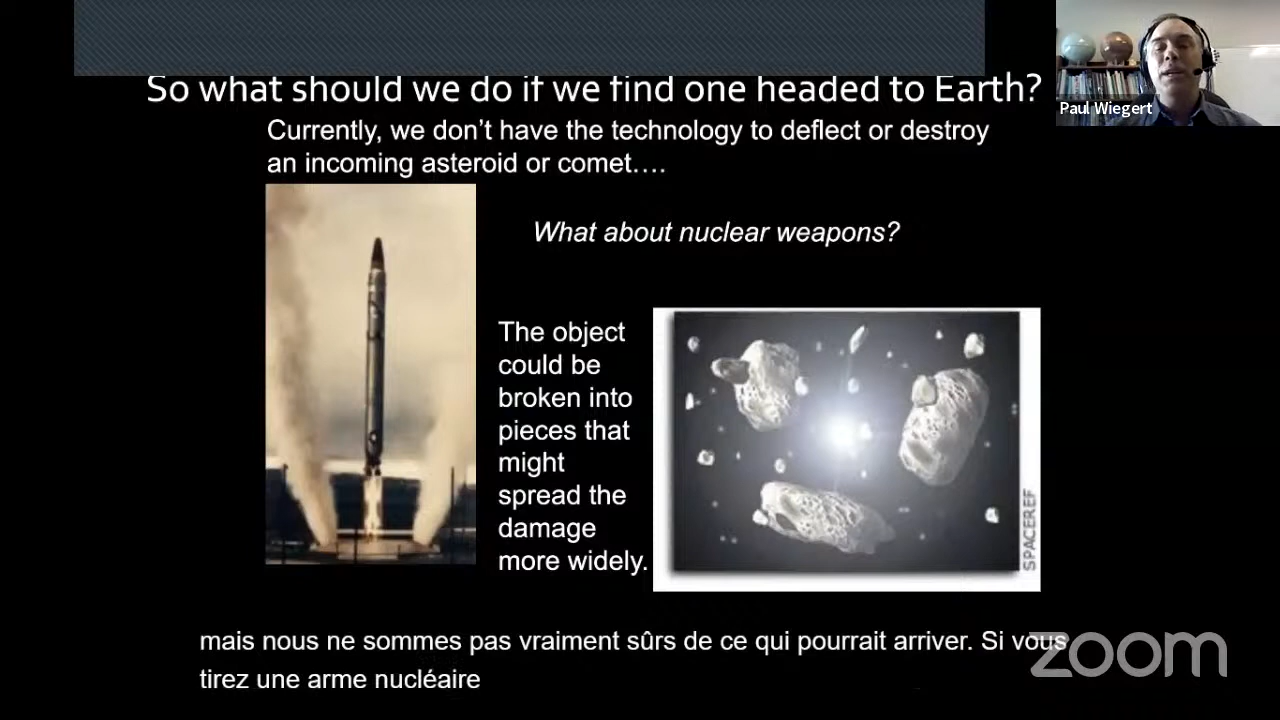 So what should we do if we find one headed to Earth?
Paul Wiegert
Currently, we don't have the technology to deflect or destroy
an incoming asteroid or comet….
What about nuclear weapons?
The object
could be
broken into
pieces that
might
spread the
damage
more widely.
SPACEREF
mais nous ne sommes pas vraiment sûrs de ce qui pourrait arriver. Si vous
tirez une arme nucléaire
zoom